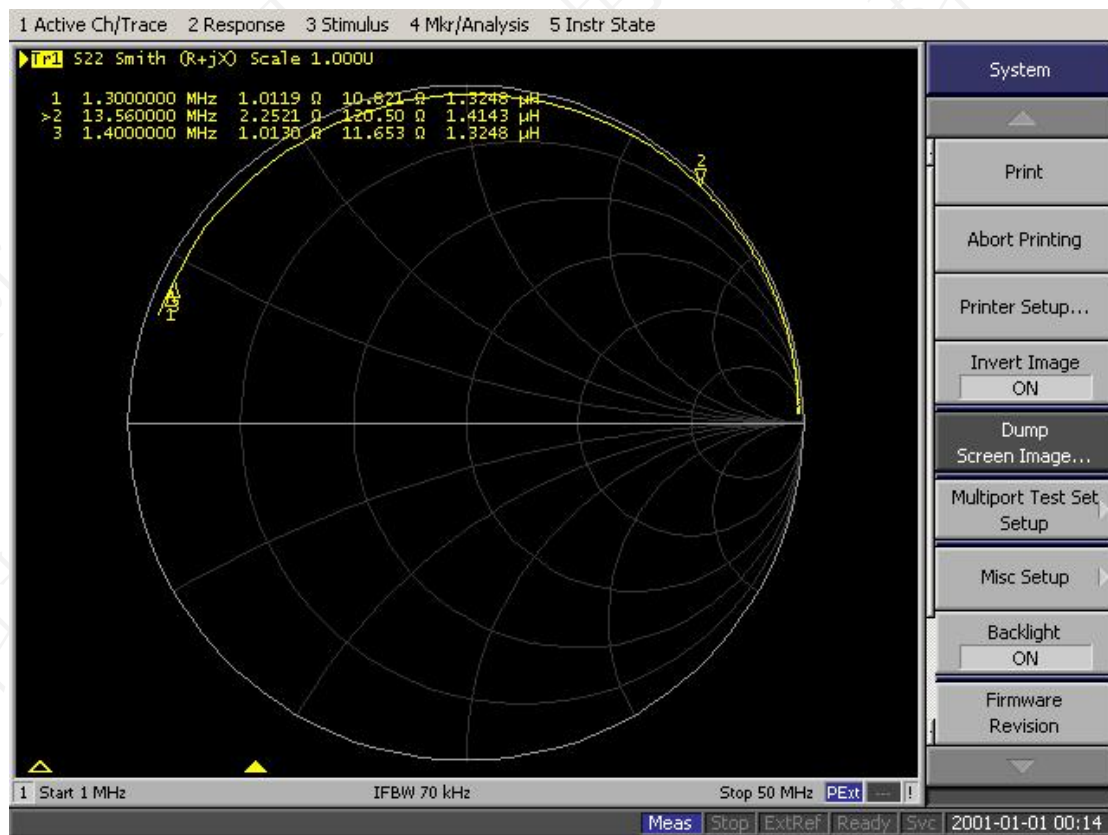 1 Active Ch/Trace 2 Response 3 Stimulus 4 Mkr/Analysis 5 Instr State
Tr1 S22 Smith (R+jX) Scale 1.000U
1 1.3000000 MHz 1.0119 Ω 10.821 Ω 1.3248 μH
>2 13.560000 MHz 2.2521 Ω 120.50 Ω 1.4143 μH
3 1.4000000 MHz 1.0130 Ω 11.653 Ω 1.3248 μH
2
3
1
1 Start 1 MHz IFBW 70 kHz Stop 50 MHz PExt --- !
System
Print
Abort Printing
Printer Setup...
Invert Image
ON
Dump
Screen Image...
Multiport Test Set
Setup
Misc Setup
Backlight
ON
Firmware
Revision
Meas Stop ExtRef Ready Svc 2001-01-01 00:14